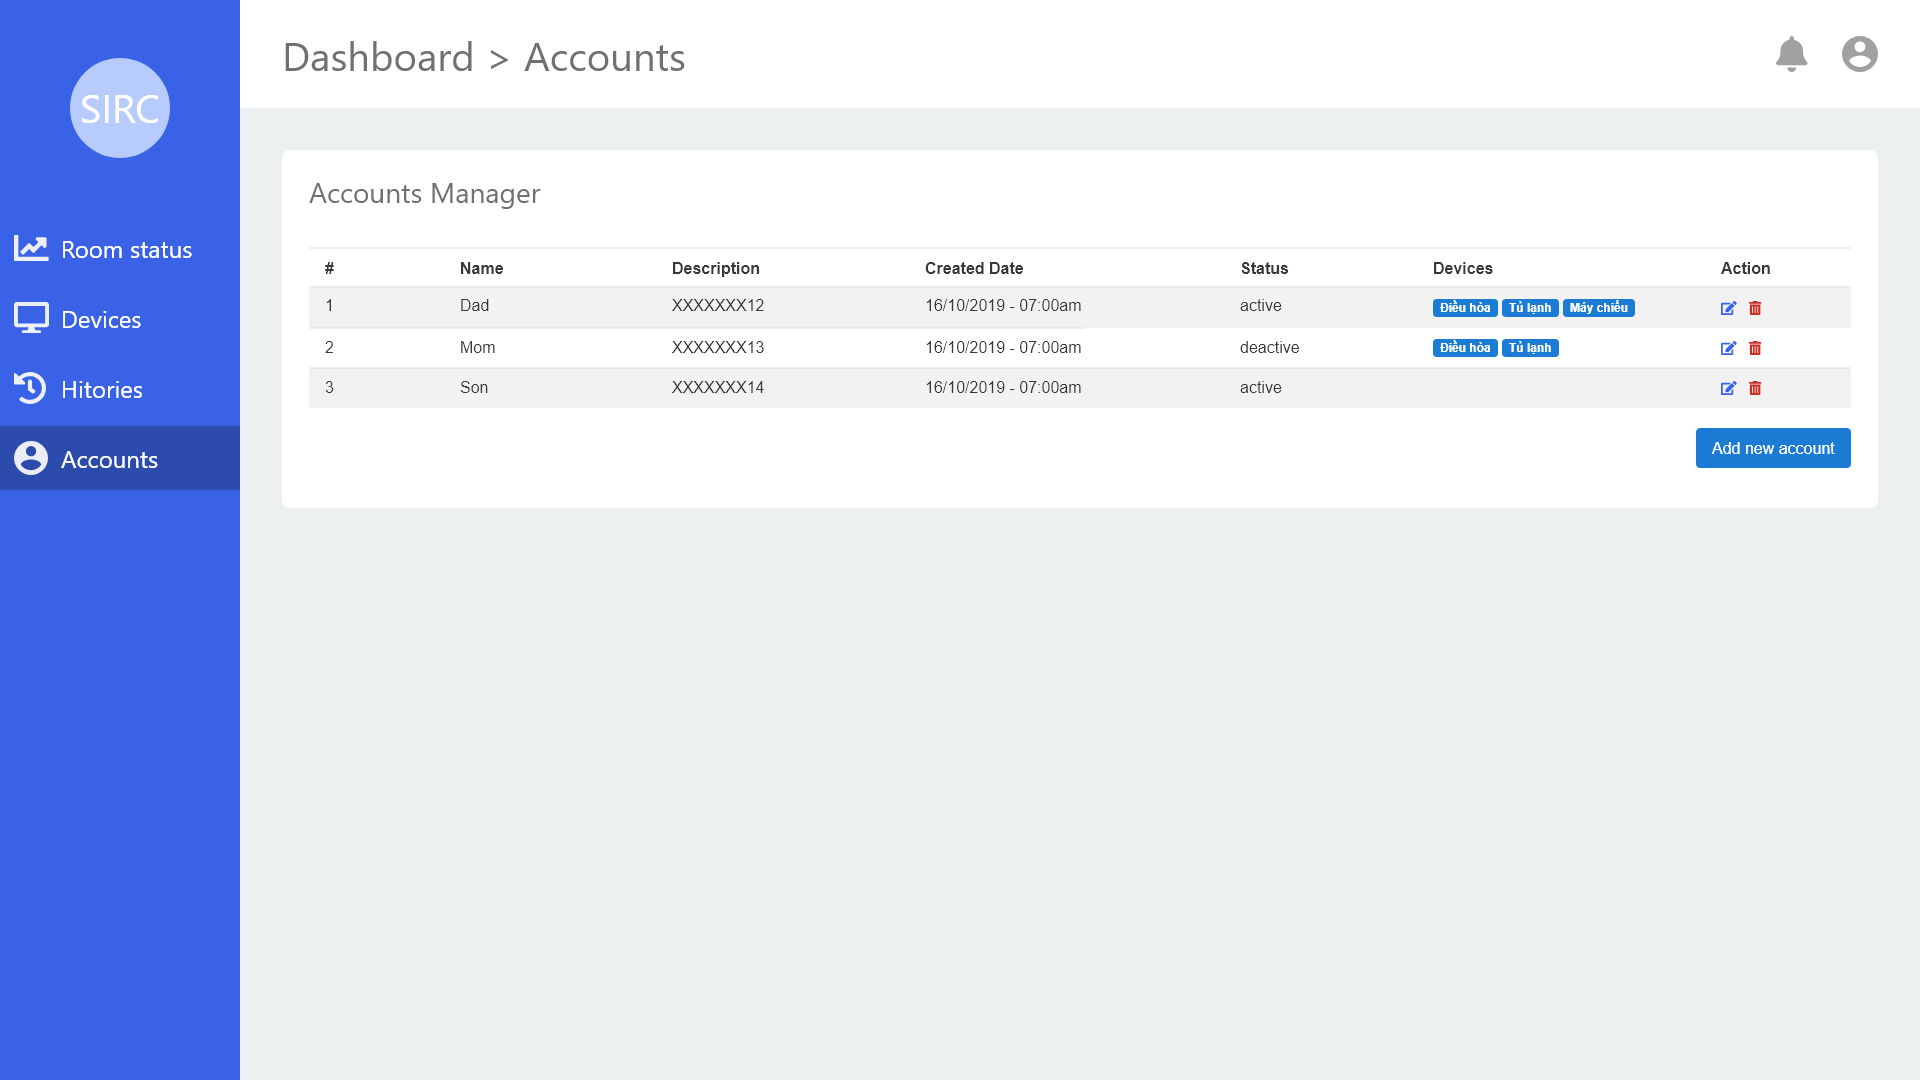 SIRC
Room status
Devices
Hitories
Accounts
Dashboard > Accounts
Accounts Manager
# Name Description Created Date Status Devices Action
1 Dad XXXXXXX12 16/10/2019 - 07:00am active Điều hòa Tủ lạnh Máy chiếu
2 Mom XXXXXXX13 16/10/2019 - 07:00am deactive Điều hòa Tủ lạnh
3 Son XXXXXXX14 16/10/2019 - 07:00am active
Add new account